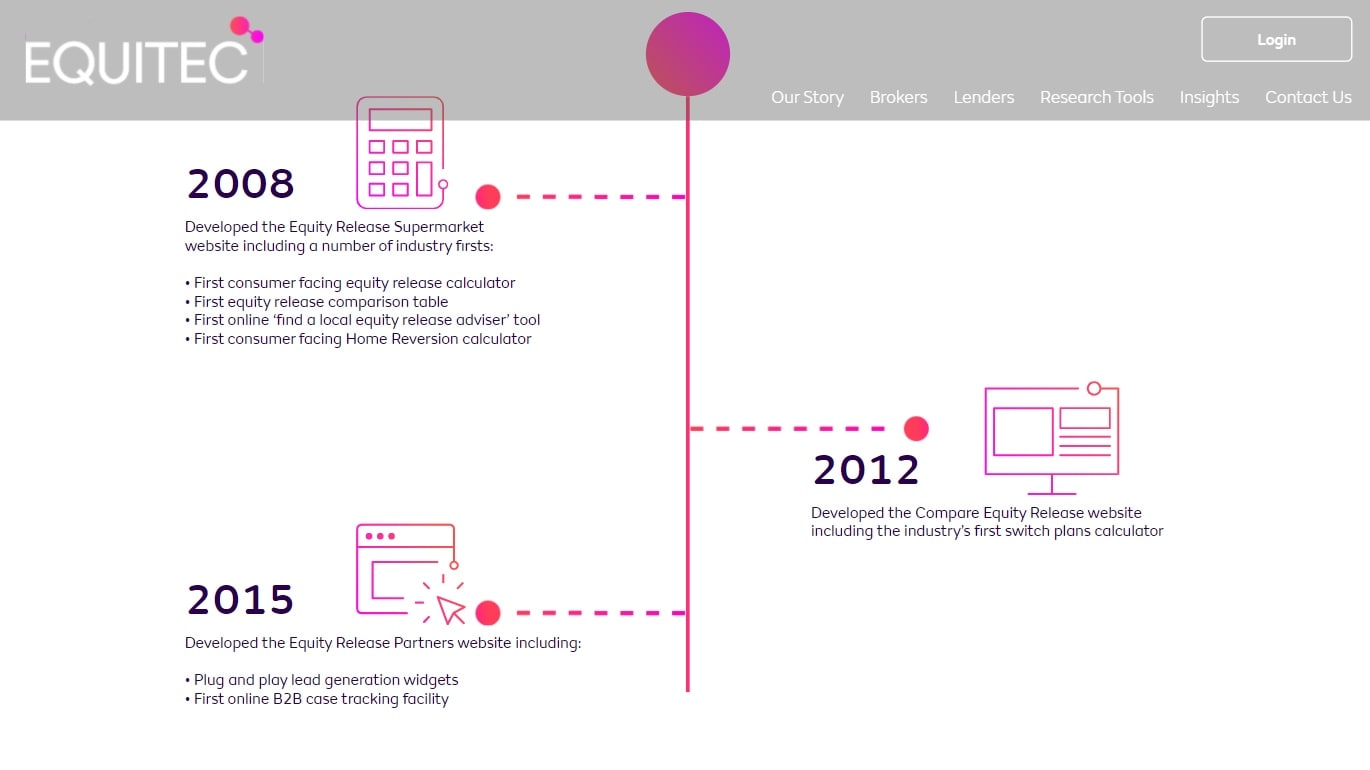 EQUITEC
Login
Our Story
Brokers
Lenders
Research Tools
Insights
Contact Us
2008
Developed the Equity Release Supermarket
website including a number of industry firsts:
• First consumer facing equity release calculator
• First equity release comparison table
• First online ‘find a local equity release adviser’ tool
• First consumer facing Home Reversion calculator
2012
Developed the Compare Equity Release website
including the industry’s first switch plans calculator
2015
Developed the Equity Release Partners website including:
• Plug and play lead generation widgets
• First online B2B case tracking facility